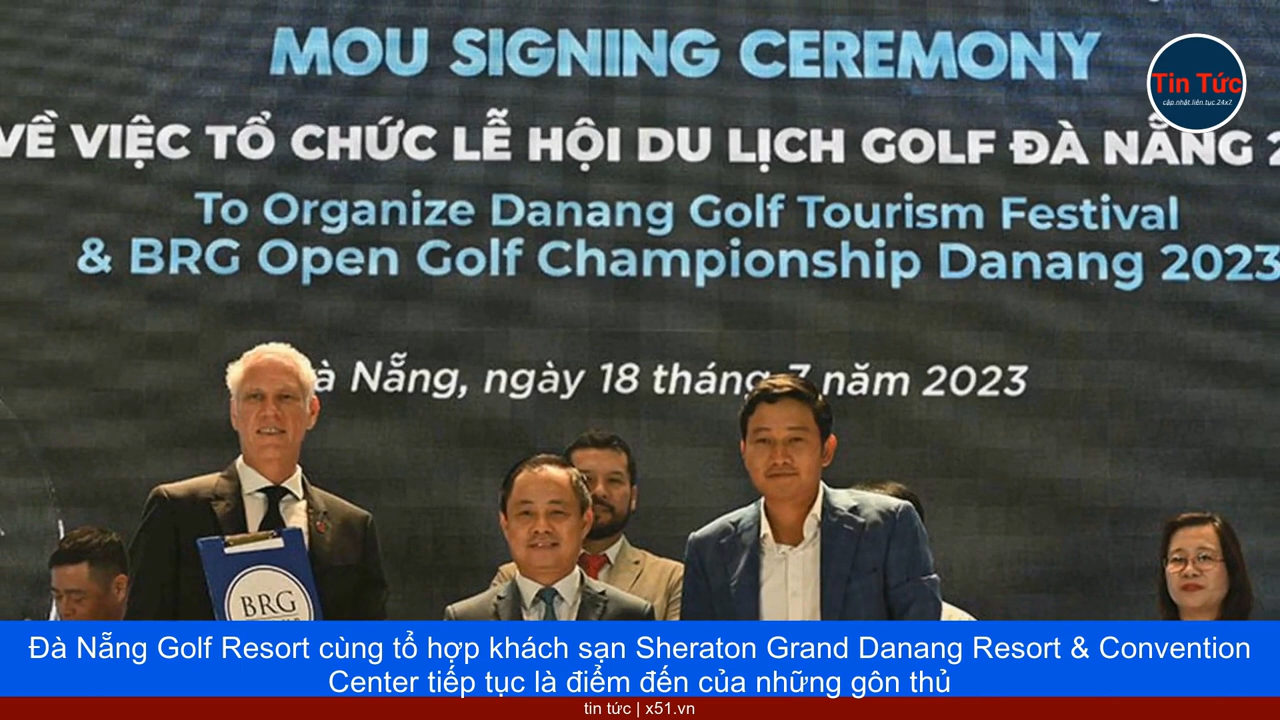 MOU SIGNING CEREMONY
Tin Tức
cập nhật liên tục 24x7
VỀ VIỆC TỔ CHỨC LỄ HỘI DU LỊCH GOLF ĐÀ NẴNG 2
To Organize Danang Golf Tourism Festival
& BRG Open Golf Championship Danang 2023
à Nẵng, ngày 18 tháng 7 năm 2023
BRG
Đà Nẵng Golf Resort cùng tổ hợp khách sạn Sheraton Grand Danang Resort & Convention
Center tiếp tục là điểm đến của những gôn thủ
tin tức | x51.vn